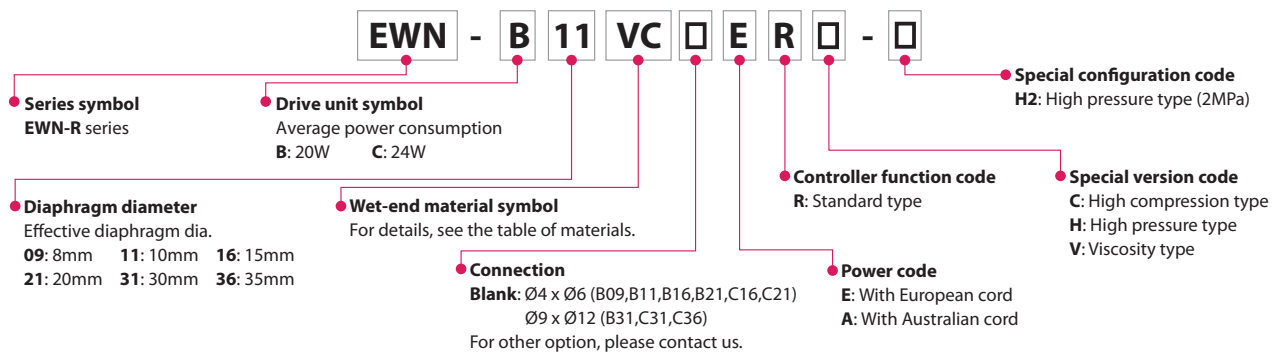 EWN - B 11 VC □ E R □ - □
Series symbol
EWN-R series
Drive unit symbol
Average power consumption
B: 20W C: 24W
Special configuration code
H2: High pressure type (2MPa)
Diaphragm diameter
Effective diaphragm dia.
09: 8mm 11: 10mm 16: 15mm
21: 20mm 31: 30mm 36: 35mm
Wet-end material symbol
For details, see the table of materials.
Controller function code
R: Standard type
Special version code
C: High compression type
H: High pressure type
V: Viscosity type
Connection
Blank: Ø4 x Ø6 (B09,B11,B16,B21,C16,C21)
Ø9 x Ø12 (B31,C31,C36)
For other option, please contact us.
Power code
E: With European cord
A: With Australian cord